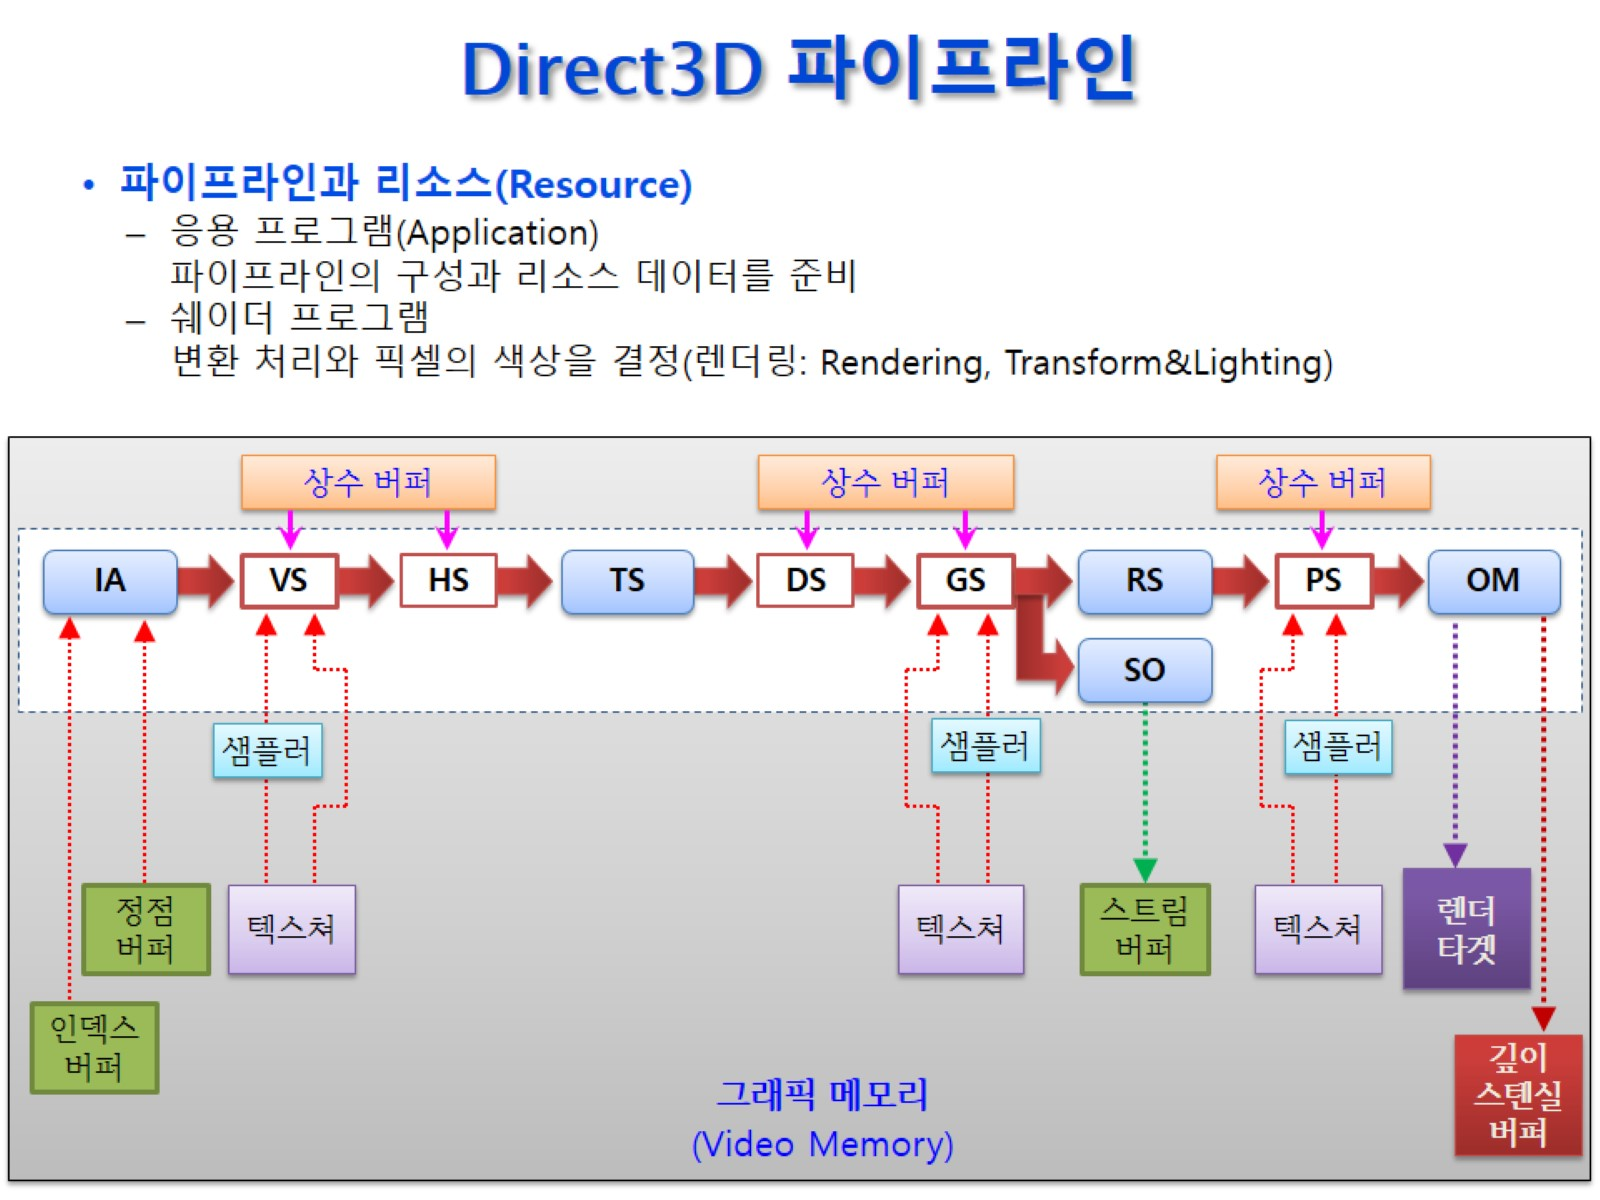 Direct3D 파이프라인
• 파이프라인과 리소스(Resource)
– 응용 프로그램(Application)
파이프라인의 구성과 리소스 데이터를 준비
– 쉐이더 프로그램
변환 처리와 픽셀의 색상을 결정(렌더링: Rendering, Transform&Lighting)
상수 버퍼
상수 버퍼
상수 버퍼
IA
VS
HS
TS
DS
GS
RS
PS
OM
SO
샘플러
샘플러
샘플러
정점
버퍼
텍스쳐
텍스쳐
스트림
버퍼
텍스쳐
렌더
타겟
인덱스
버퍼
깊이
스텐실
버퍼
그래픽 메모리
(Video Memory)